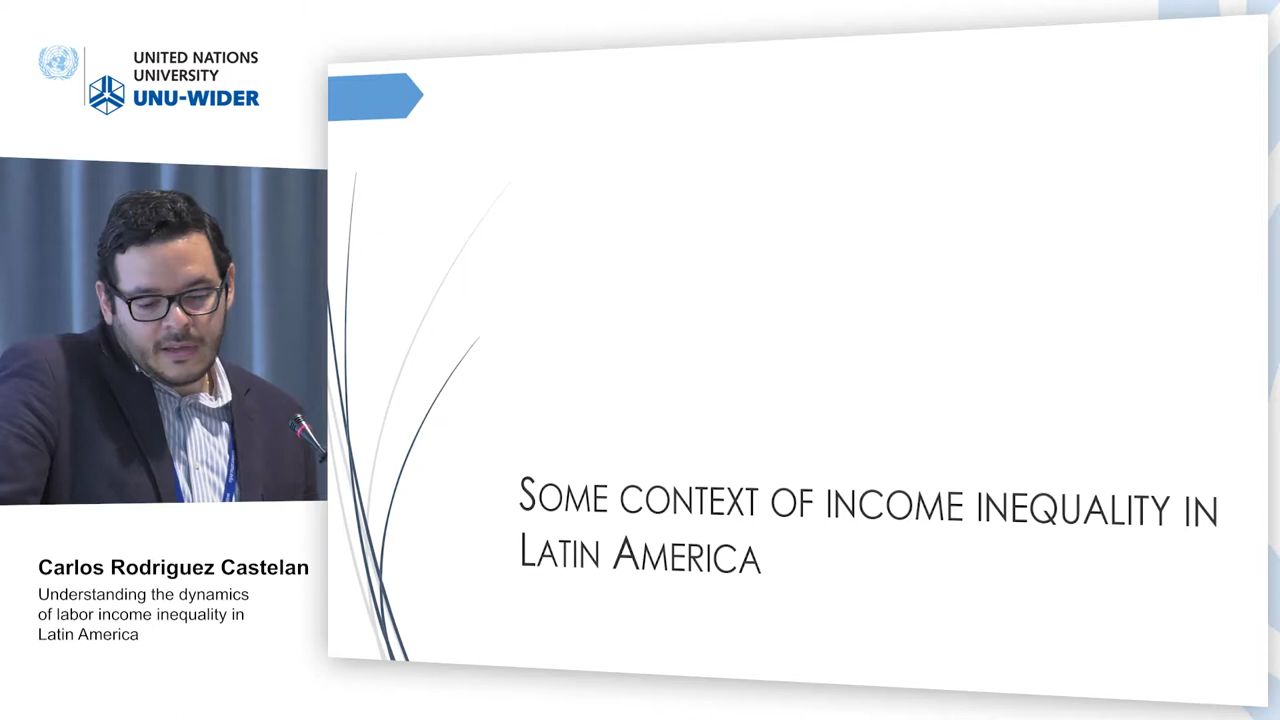 UNITED NATIONS
UNIVERSITY
UNU-WIDER
Some context of income inequality in
Latin America
Carlos Rodriguez Castelan
Understanding the dynamics
of labor income inequality in
Latin America